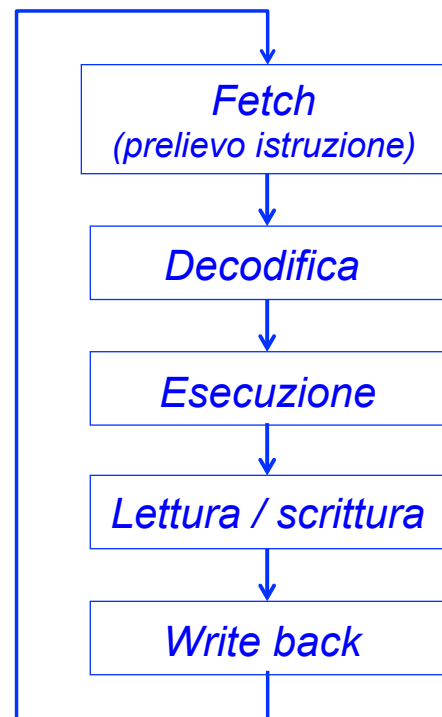 Fetch
(prelievo istruzione)
Decodifica
Esecuzione
Lettura / scrittura
Write back